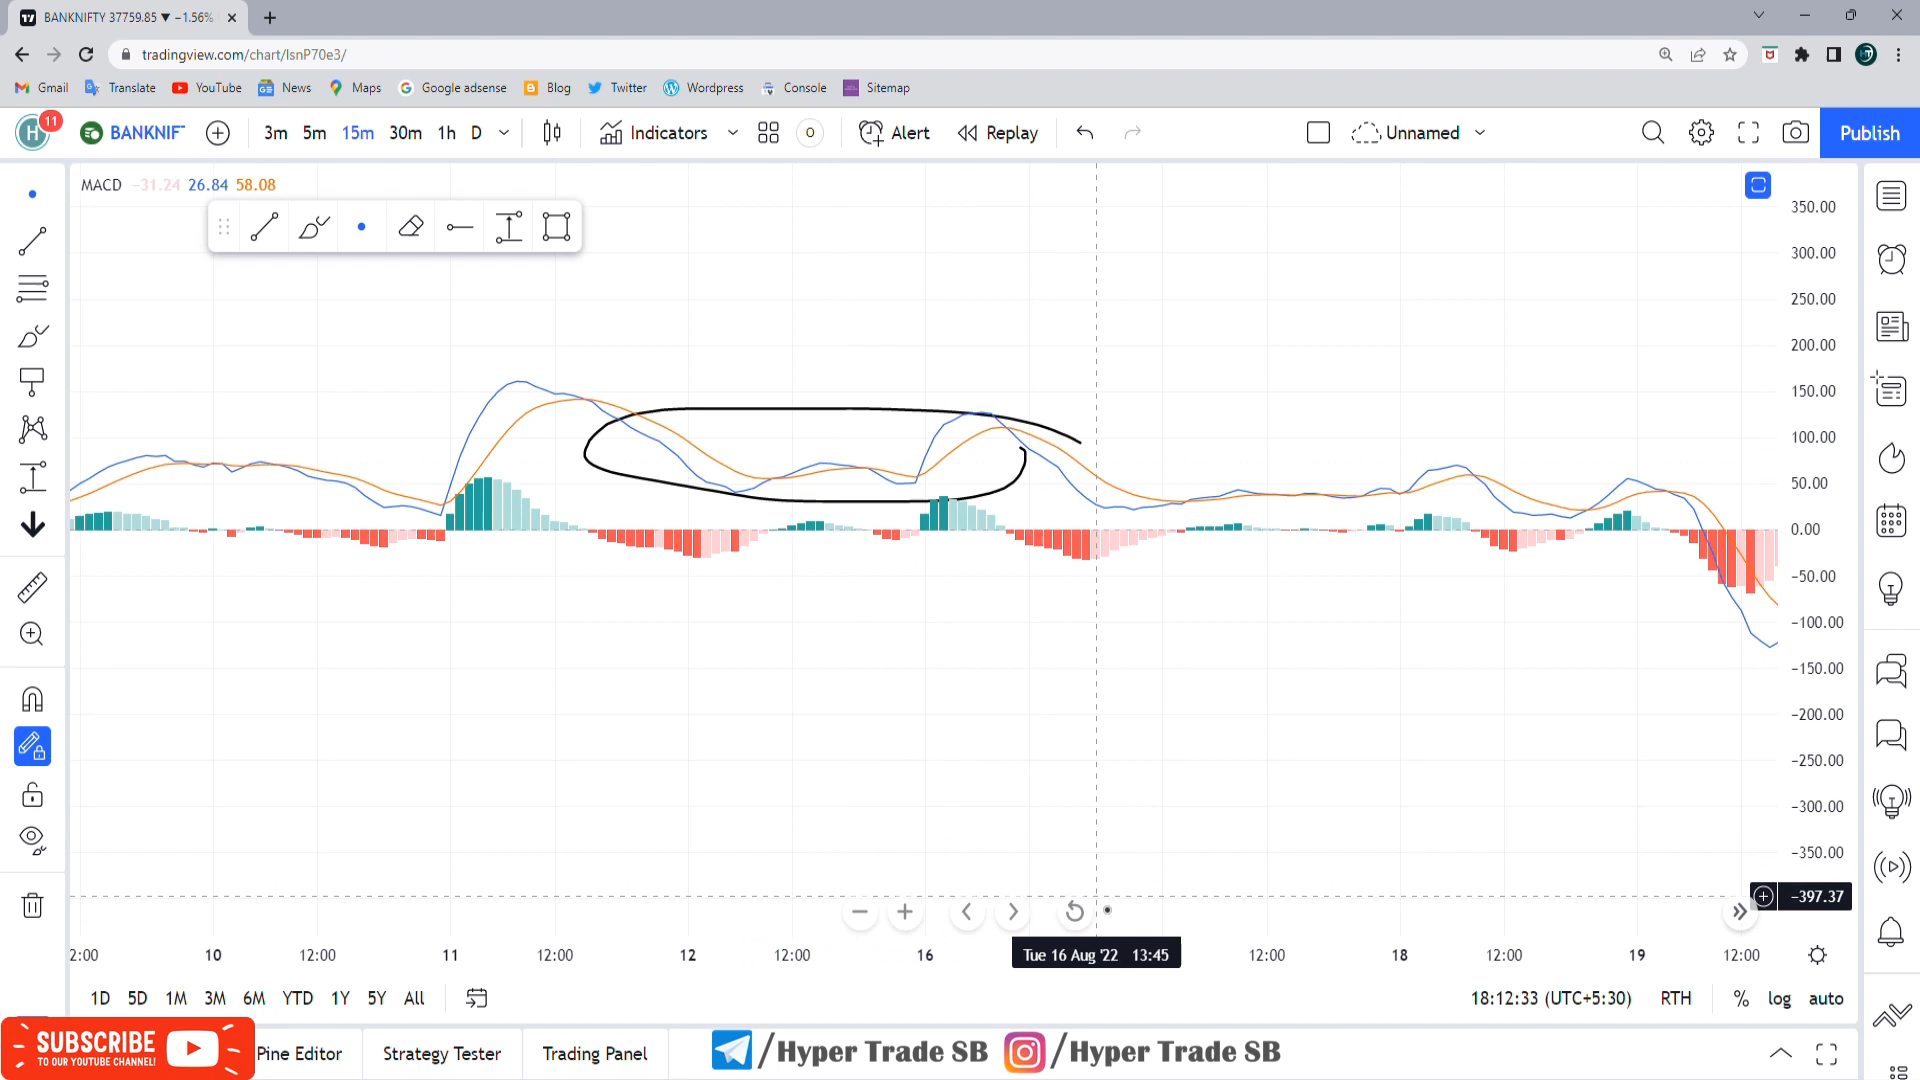 BANKNIFTY 37759.85 ▼ −1.56%
tradingview.com/chart/IsnP70e3/
Gmail Translate YouTube News Maps Google adsense Blog Twitter Wordpress Console Sitemap
H 11 BANKNIF 3m 5m 15m 30m 1h D Indicators O Alert Replay Unnamed Publish
MACD −31.24 26.84 58.08
350.00
300.00
250.00
200.00
150.00
100.00
50.00
0.00
−50.00
−100.00
−150.00
−200.00
−250.00
−300.00
−350.00
−397.37
2:00 10 12:00 11 12:00 12 12:00 16 Tue 16 Aug '22 13:45 12:00 18 12:00 19 12:00
1D 5D 1M 3M 6M YTD 1Y 5Y All 18:12:33 (UTC+5:30) RTH % log auto
SUBSCRIBE
TO OUR YOUTUBE CHANNEL!
Pine Editor Strategy Tester Trading Panel /Hyper Trade SB /Hyper Trade SB